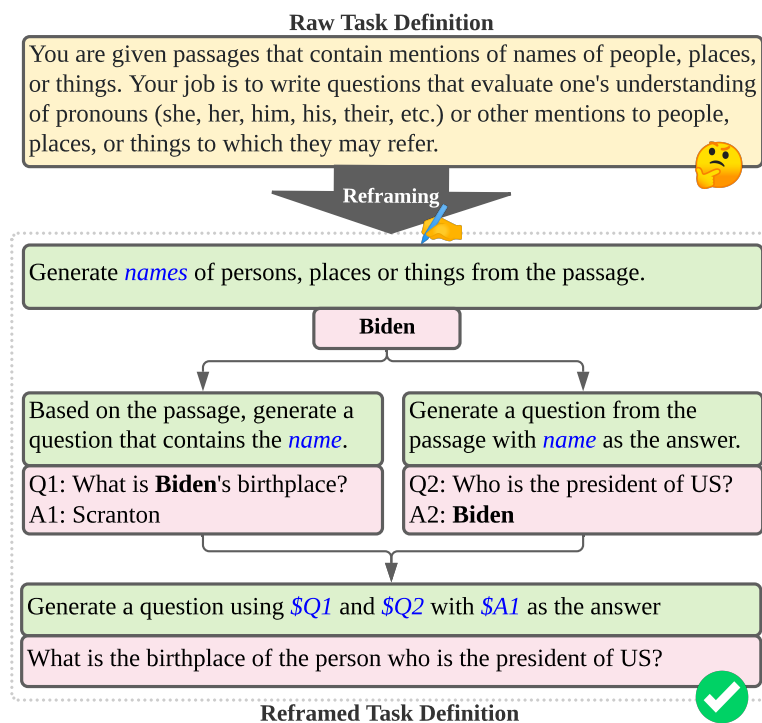 Raw Task Definition
You are given passages that contain mentions of names of people, places,
or things. Your job is to write questions that evaluate one's understanding
of pronouns (she, her, him, his, their, etc.) or other mentions to people,
places, or things to which they may refer.
Reframing
Generate names of persons, places or things from the passage.
Biden
Based on the passage, generate a
question that contains the name.
Q1: What is Biden's birthplace?
A1: Scranton
Generate a question from the
passage with name as the answer.
Q2: Who is the president of US?
A2: Biden
Generate a question using $Q1 and $Q2 with $A1 as the answer
What is the birthplace of the person who is the president of US?
Reframed Task Definition